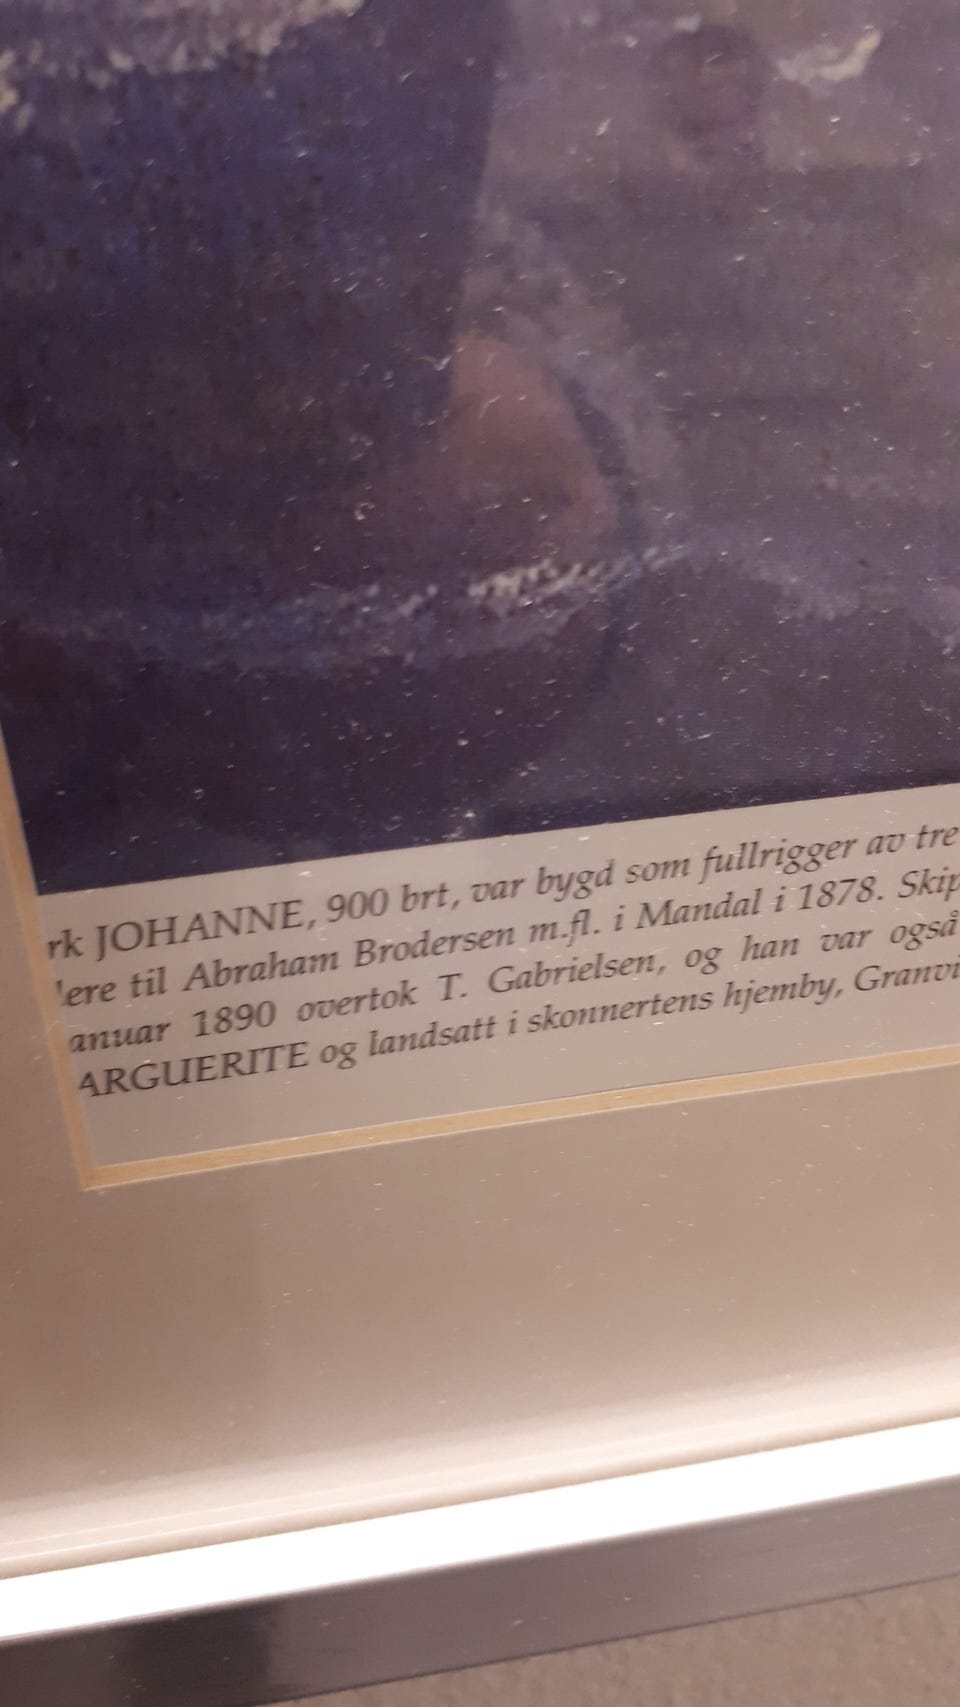 rk JOHANNE, 900 brt, var bygd som fullrigger av tre
ere til Abraham Brodersen m.fl. i Mandal i 1878. Skip
anuar 1890 overtok T. Gabrielsen, og han var også
ARGUERITE og landsatt i skonnertens hjemby, Granvi